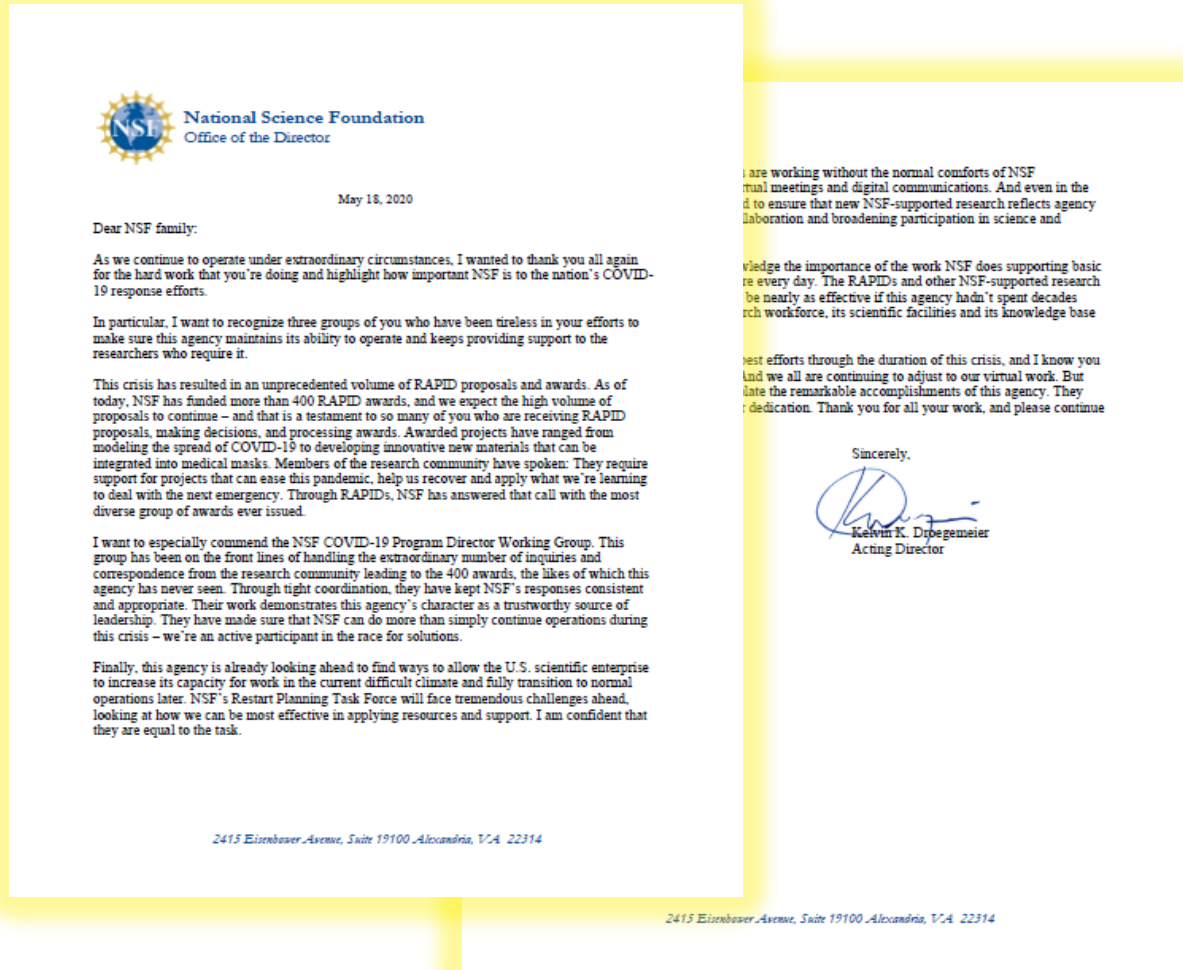 NSF
National Science Foundation
Office of the Director
May 18, 2020
Dear NSF family:
As we continue to operate under extraordinary circumstances, I wanted to thank you all again
for the hard work that you're doing and highlight how important NSF is to the nation's COVID-
19 response efforts.
In particular, I want to recognize three groups of you who have been tireless in your efforts to
make sure this agency maintains its ability to operate and keeps providing support to the
researchers who require it.
This crisis has resulted in an unprecedented volume of RAPID proposals and awards. As of
today, NSF has funded more than 400 RAPID awards, and we expect the high volume of
proposals to continue – and that is a testament to so many of you who are receiving RAPID
proposals, making decisions, and processing awards. Awarded projects have ranged from
modeling the spread of COVID-19 to developing innovative new materials that can be
integrated into medical masks. Members of the research community have spoken: They require
support for projects that can ease this pandemic, help us recover and apply what we're learning
to deal with the next emergency. Through RAPIDs, NSF has answered that call with the most
diverse group of awards ever issued.
I want to especially commend the NSF COVID-19 Program Director Working Group. This
group has been on the front lines of handling the extraordinary number of inquiries and
correspondence from the research community leading to the 400 awards, the likes of which this
agency has never seen. Through tight coordination, they have kept NSF's responses consistent
and appropriate. Their work demonstrates this agency's character as a trustworthy source of
leadership. They have made sure that NSF can do more than simply continue operations during
this crisis – we're an active participant in the race for solutions.
Finally, this agency is already looking ahead to find ways to allow the U.S. scientific enterprise
to increase its capacity for work in the current difficult climate and fully transition to normal
operations later. NSF's Restart Planning Task Force will face tremendous challenges ahead,
looking at how we can be most effective in applying resources and support. I am confident that
they are equal to the task.
2415 Eisenhower Avenue, Suite 19100 Alexandria, VA 22314
are working without the normal comforts of NSF
meetings and digital communications. And even in the
to ensure that new NSF-supported research reflects agency
and broadening participation in science and
the importance of the work NSF does supporting basic
every day. The RAPIDs and other NSF-supported research
be nearly as effective if this agency hadn't spent decades
workforce, its scientific facilities and its knowledge base
efforts through the duration of this crisis, and I know you
And we all are continuing to adjust to our virtual work. But
the remarkable accomplishments of this agency. They
dedication. Thank you for all your work, and please continue
Sincerely,
Kelvin K. Droegemeier
Acting Director
2415 Eisenhower Avenue, Suite 19100 Alexandria, VA 22314